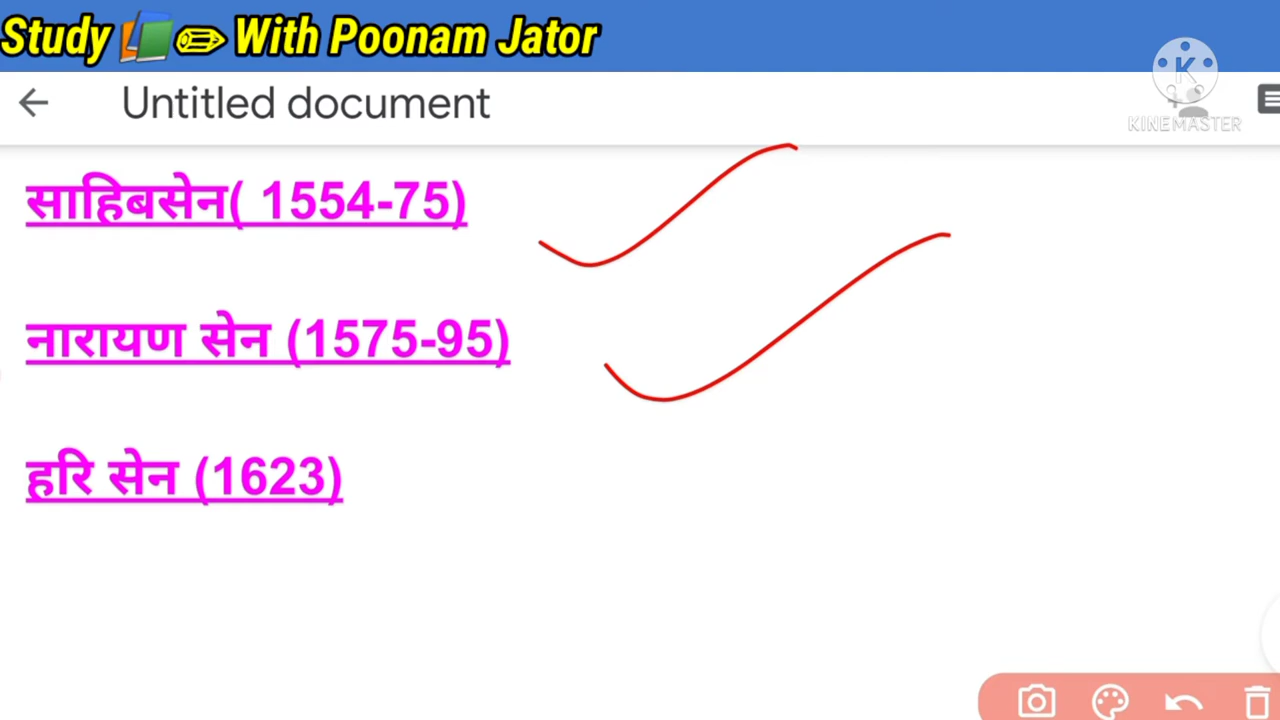 Study With Poonam Jator
Untitled document
KINEMASTER
साहिबसेन( 1554-75)
नारायण सेन (1575-95)
हरि सेन (1623)